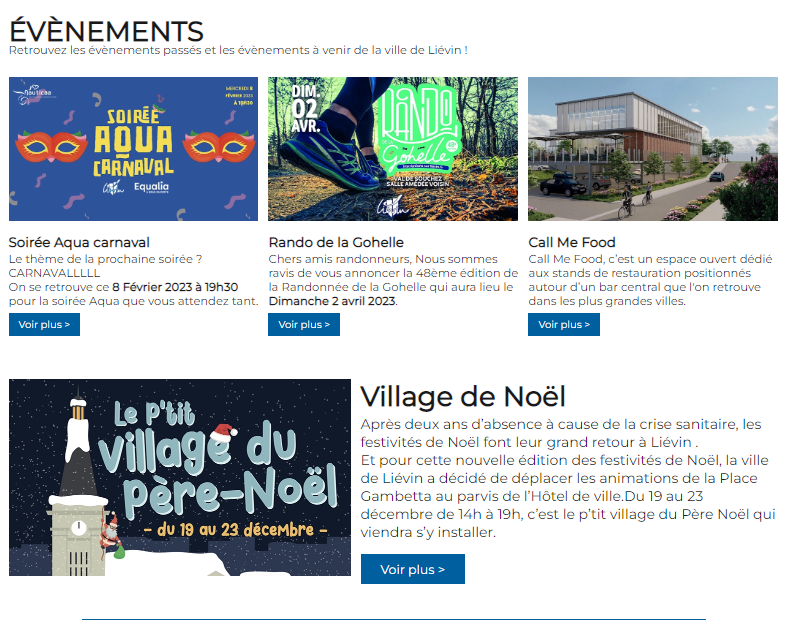 ÉVÈNEMENTS
Retrouvez les évènements passés et les évènements à venir de la ville de Liévin !
nauticaa
MERCREDI 8
FÉVRIER 2023
À 19H30
SOIRÉE
AQUA
CARNAVAL
Liévin
Equalia
DIM.
02
AVR.
RANDO
DE LA
Gohelle
VAL DE SOUCHEZ
SALLE AMÉDÉE VOISIN
Liévin
Soirée Aqua carnaval
Le thème de la prochaine soirée ?
CARNAVALLLLL
On se retrouve ce 8 Février 2023 à 19h30
pour la soirée Aqua que vous attendez tant.
Voir plus >
Rando de la Gohelle
Chers amis randonneurs, Nous sommes
ravis de vous annoncer la 48ème édition de
la Randonnée de la Gohelle qui aura lieu le
Dimanche 2 avril 2023.
Voir plus >
Call Me Food
Call Me Food, c’est un espace ouvert dédié
aux stands de restauration positionnés
autour d’un bar central que l'on retrouve
dans les plus grandes villes.
Voir plus >
Le p'tit
village du
père-Noël
- du 19 au 23 décembre -
Village de Noël
Après deux ans d’absence à cause de la crise sanitaire, les
festivités de Noël font leur grand retour à Liévin .
Et pour cette nouvelle édition des festivités de Noël, la ville
de Liévin a décidé de déplacer les animations de la Place
Gambetta au parvis de l’Hôtel de ville.Du 19 au 23
décembre de 14h à 19h, c’est le p’tit village du Père Noël qui
viendra s’y installer.
Voir plus >